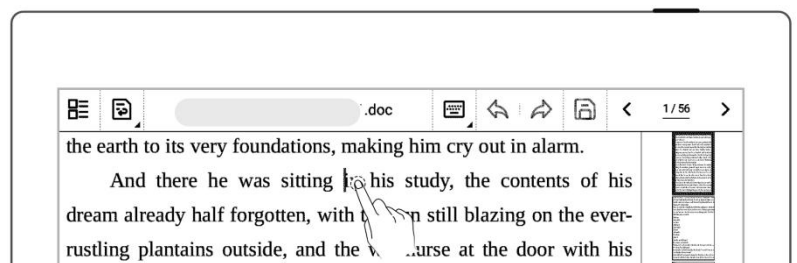 .doc 1 / 56
the earth to its very foundations, making him cry out in alarm.
And there he was sitting his study, the contents of his
dream already half forgotten, with still blazing on the ever-
rustling plantains outside, and the at the door with his